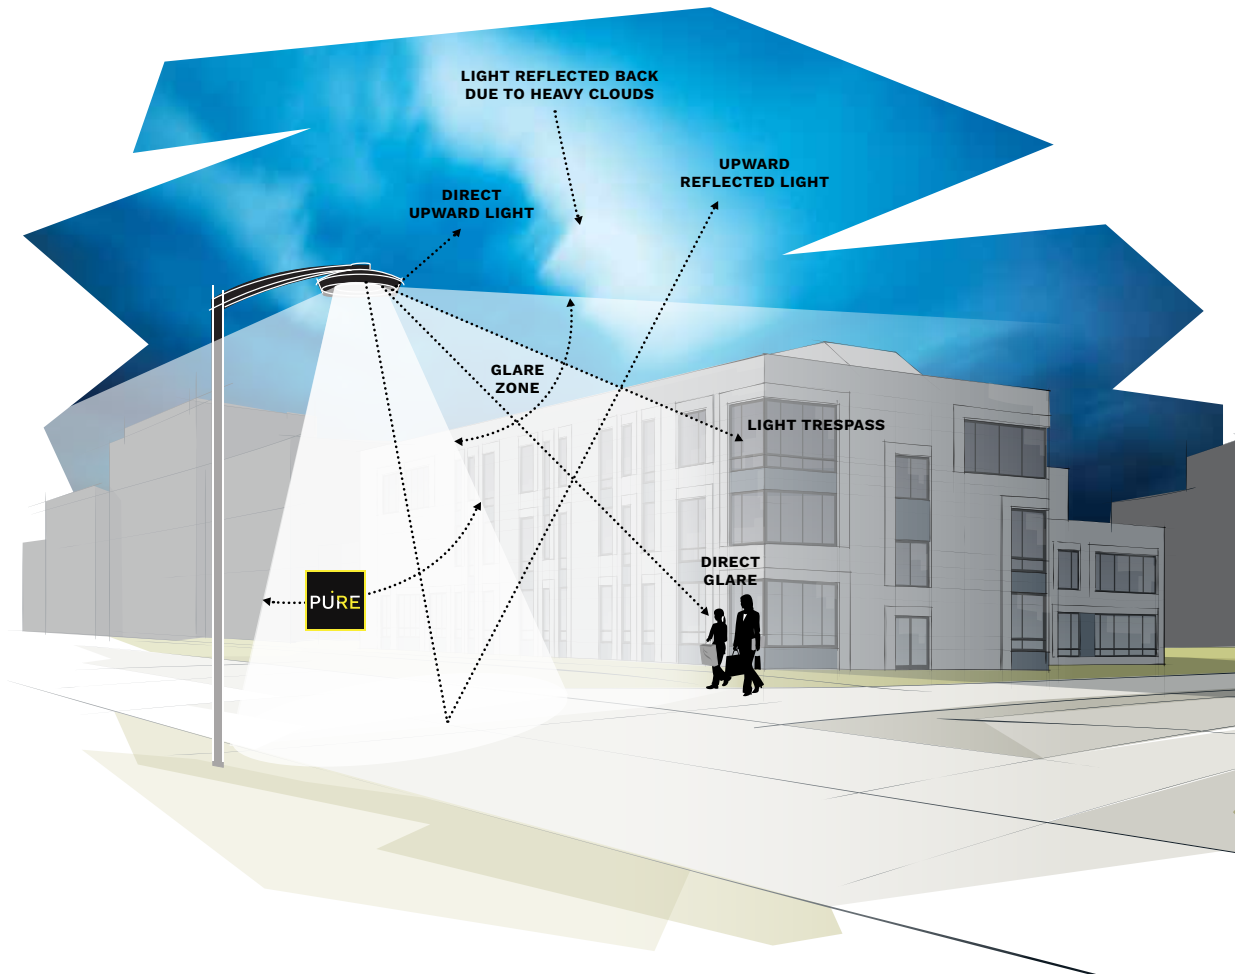 LIGHT REFLECTED BACK
DUE TO HEAVY CLOUDS
UPWARD
REFLECTED LIGHT
DIRECT
UPWARD LIGHT
GLARE
ZONE
LIGHT TRESPASS
DIRECT
GLARE
PURE